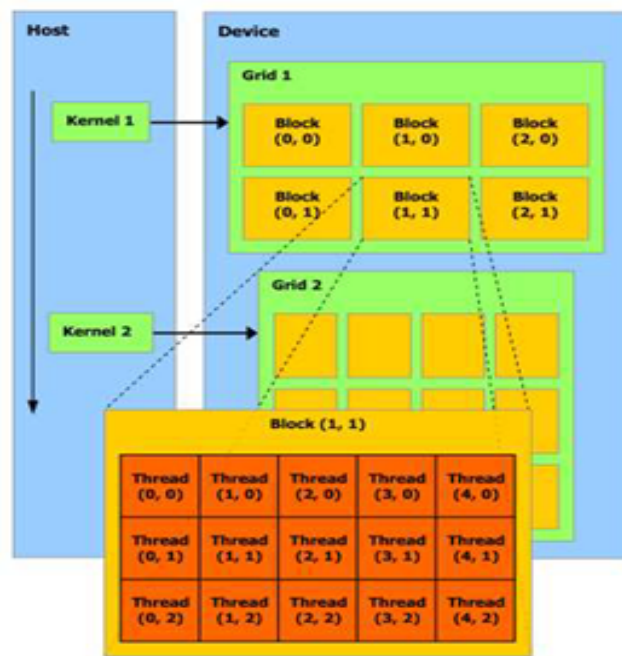 Host
Device
Grid 1
Kernel 1
Block Block Block
(0, 0) (1, 0) (2, 0)
Block Block Block
(0, 1) (1, 1) (2, 1)
Grid 2
Kernel 2
Block (1, 1)
Thread Thread Thread Thread Thread
(0, 0) (1, 0) (2, 0) (3, 0) (4, 0)
Thread Thread Thread Thread Thread
(0, 1) (1, 1) (2, 1) (3, 1) (4, 1)
Thread Thread Thread Thread Thread
(0, 2) (1, 2) (2, 2) (3, 2) (4, 2)